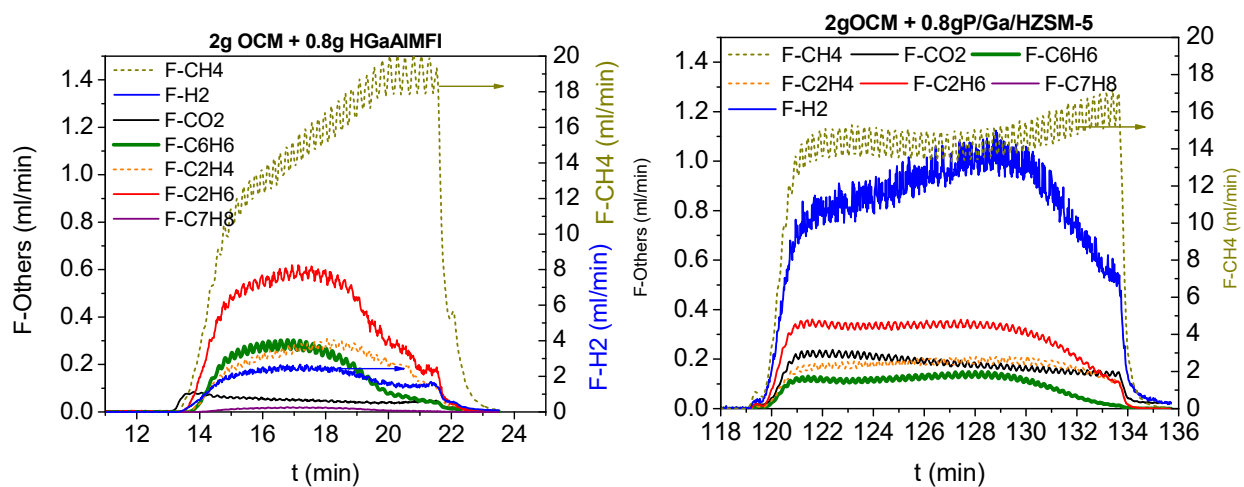 2g OCM + 0.8g HGaAlMFI
F-CH4
F-H2
F-CO2
F-C6H6
F-C2H4
F-C2H6
F-C7H8
1.4
1.2
1.0
0.8
0.6
0.4
0.2
0.0
F-Others (ml/min)
12 14 16 18 20 22 24
t (min)
20
18
16
14
12
10
8
6
4
2
0
F-H2 (ml/min) F-CH4 (ml/min)
2gOCM + 0.8gP/Ga/HZSM-5
F-CH4 F-CO2 F-C6H6
F-C2H4 F-C2H6 F-C7H8
F-H2
1.4
1.2
1.0
0.8
0.6
0.4
0.2
0.0
F-Others (ml/min)
118 120 122 124 126 128 130 132 134 136
t (min)
20
18
16
14
12
10
8
6
4
2
0
F-CH4 (ml/min)